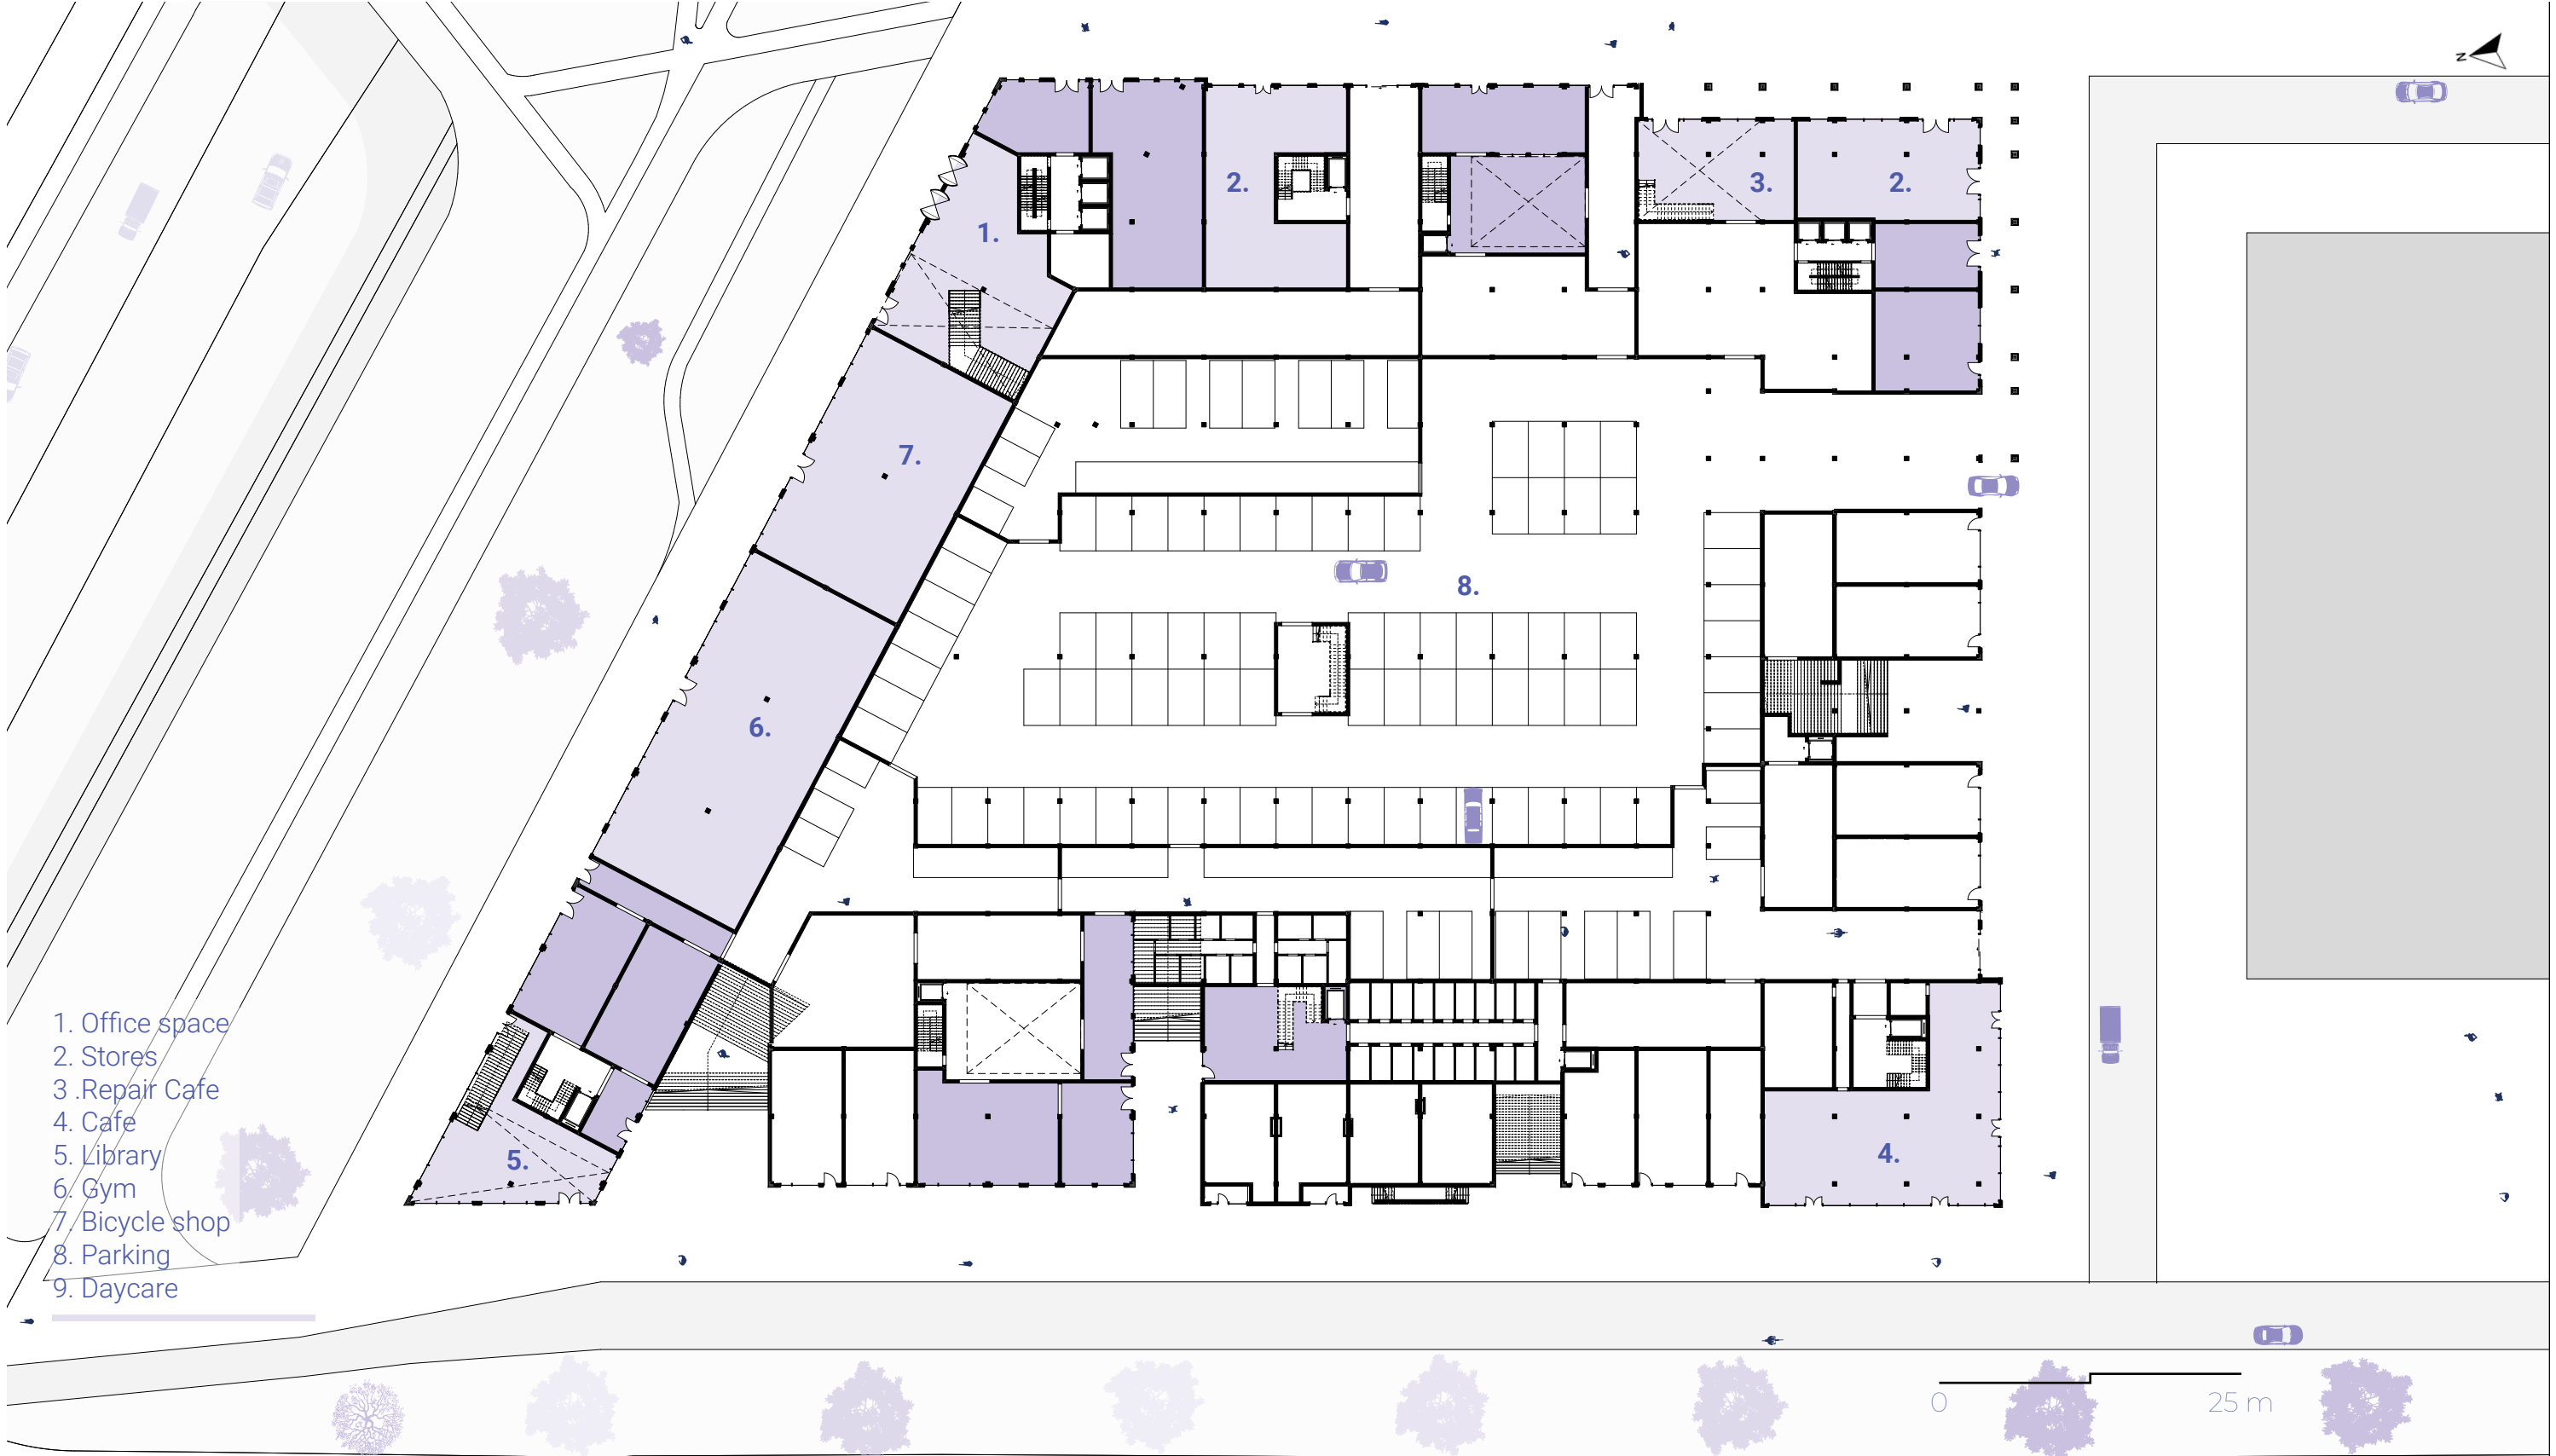 N
2.
3.
2.
1.
7.
8.
6.
1. Office space
2. Stores
3 .Repair Cafe
4. Cafe
5. Library
6. Gym
7. Bicycle shop
8. Parking
9. Daycare
5.
4.
0
25 m